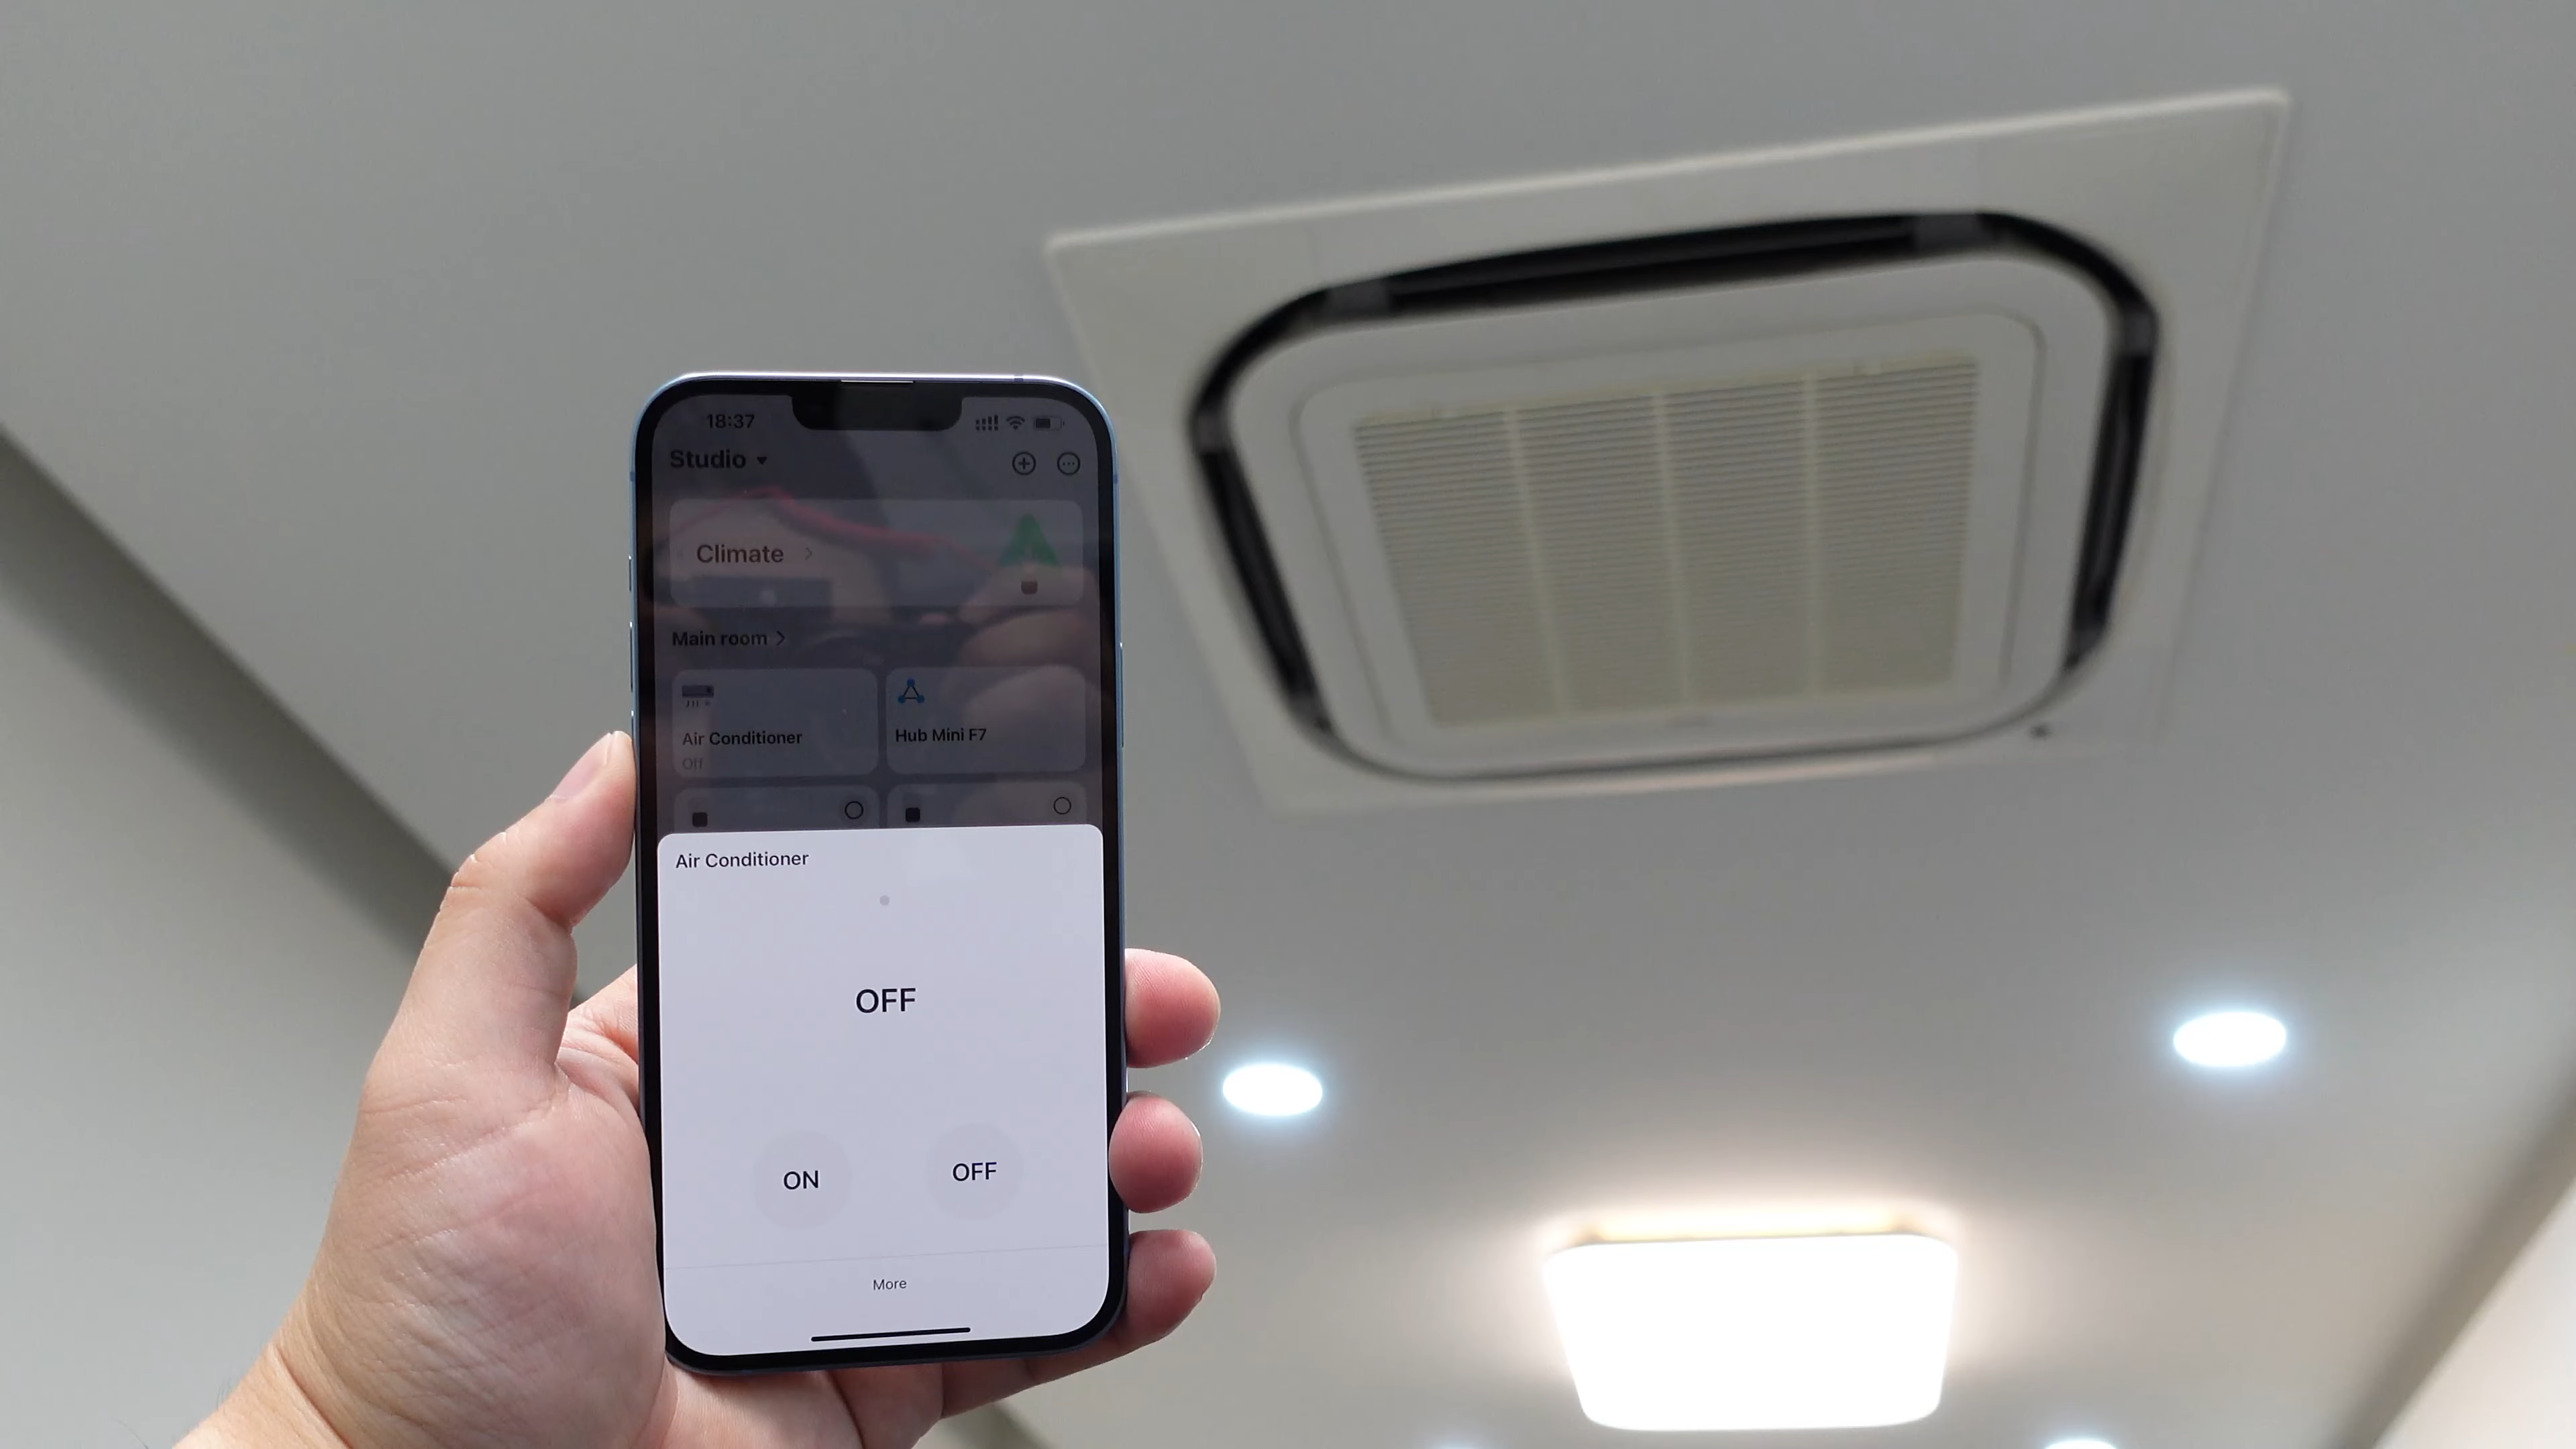 18:37
Studio
Climate
Main room
Air Conditioner
Off
Hub Mini F7
Air Conditioner
OFF
ON
OFF
More